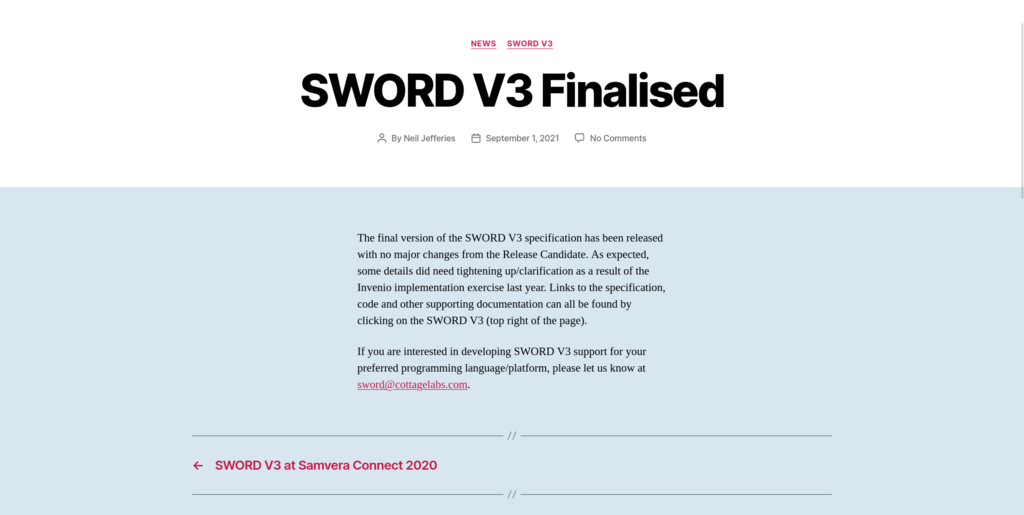 NEWS SWORD V3
SWORD V3 Finalised
By Neil Jefferies September 1, 2021 No Comments
The final version of the SWORD V3 specification has been released
with no major changes from the Release Candidate. As expected,
some details did need tightening up/clarification as a result of the
Invenio implementation exercise last year. Links to the specification,
code and other supporting documentation can all be found by
clicking on the SWORD V3 (top right of the page).
If you are interested in developing SWORD V3 support for your
preferred programming language/platform, please let us know at
sword@cottagelabs.com.
//
← SWORD V3 at Samvera Connect 2020
//